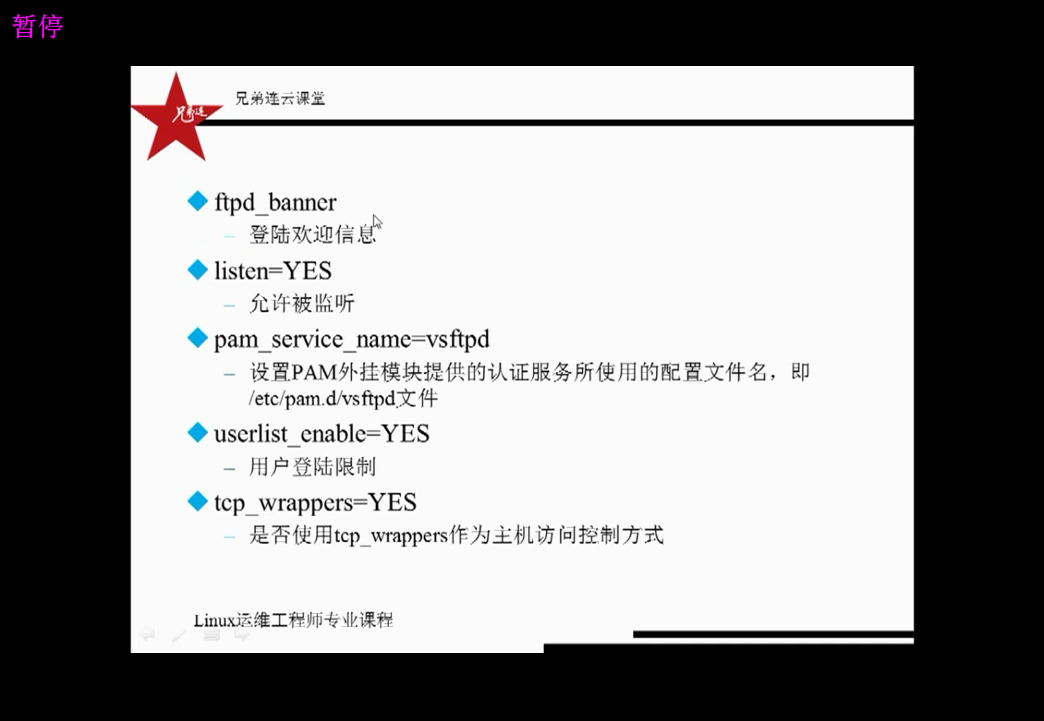 暂停
兄弟连
兄弟连云课堂
ftpd_banner
– 登陆欢迎信息
listen=YES
– 允许被监听
pam_service_name=vsftpd
– 设置PAM外挂模块提供的认证服务所使用的配置文件名，即
/etc/pam.d/vsftpd文件
userlist_enable=YES
– 用户登陆限制
tcp_wrappers=YES
– 是否使用tcp_wrappers作为主机访问控制方式
Linux运维工程师专业课程